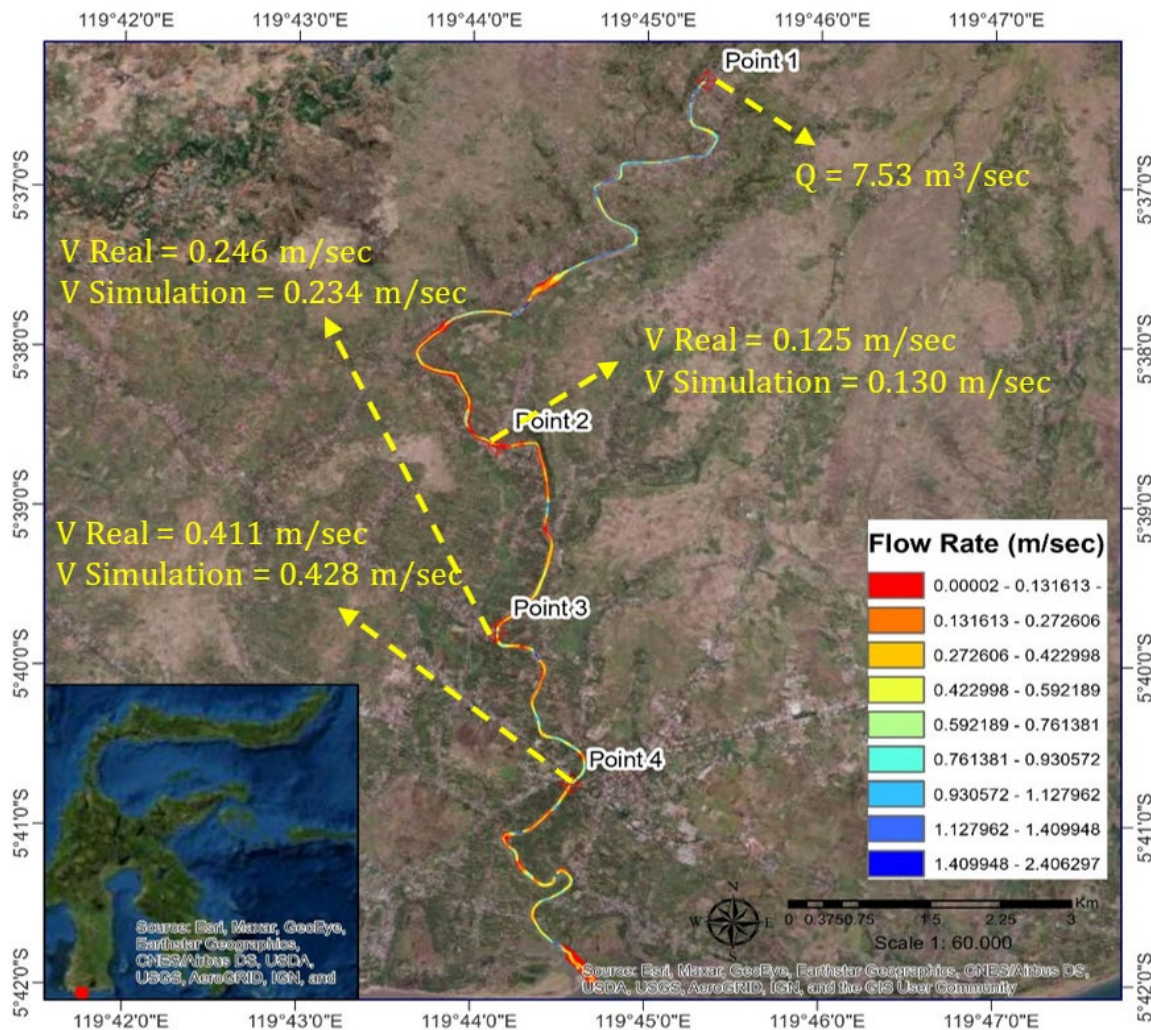 119°42'0"E 119°43'0"E 119°44'0"E 119°45'0"E 119°46'0"E 119°47'0"E
Point 1
Q = 7.53 m³/sec
5°37'0"S 5°37'0"S
V Real = 0.246 m/sec
V Simulation = 0.234 m/sec
5°38'0"S 5°38'0"S
V Real = 0.125 m/sec
V Simulation = 0.130 m/sec
Point 2
5°39'0"S 5°39'0"S
V Real = 0.411 m/sec
V Simulation = 0.428 m/sec
Point 3
5°40'0"S 5°40'0"S
Point 4
5°41'0"S 5°41'0"S
5°42'0"S 5°42'0"S
Flow Rate (m/sec)
0.00002 - 0.131613 -
0.131613 - 0.272606
0.272606 - 0.422998
0.422998 - 0.592189
0.592189 - 0.761381
0.761381 - 0.930572
0.930572 - 1.127962
1.127962 - 1.409948
1.409948 - 2.406297
N
W E
S
Km
0 0.375 0.75 1.5 2.25 3
Scale 1: 60.000
Source: Esri, Maxar, GeoEye,
Earthstar Geographics,
CNES/Airbus DS, USDA,
USGS, AeroGRID, IGN, and
Source: Esri, Maxar, GeoEye, Earthstar Geographics, CNES/Airbus DS,
USDA, USGS, AeroGRID, IGN, and the GIS User Community
119°42'0"E 119°43'0"E 119°44'0"E 119°45'0"E 119°46'0"E 119°47'0"E